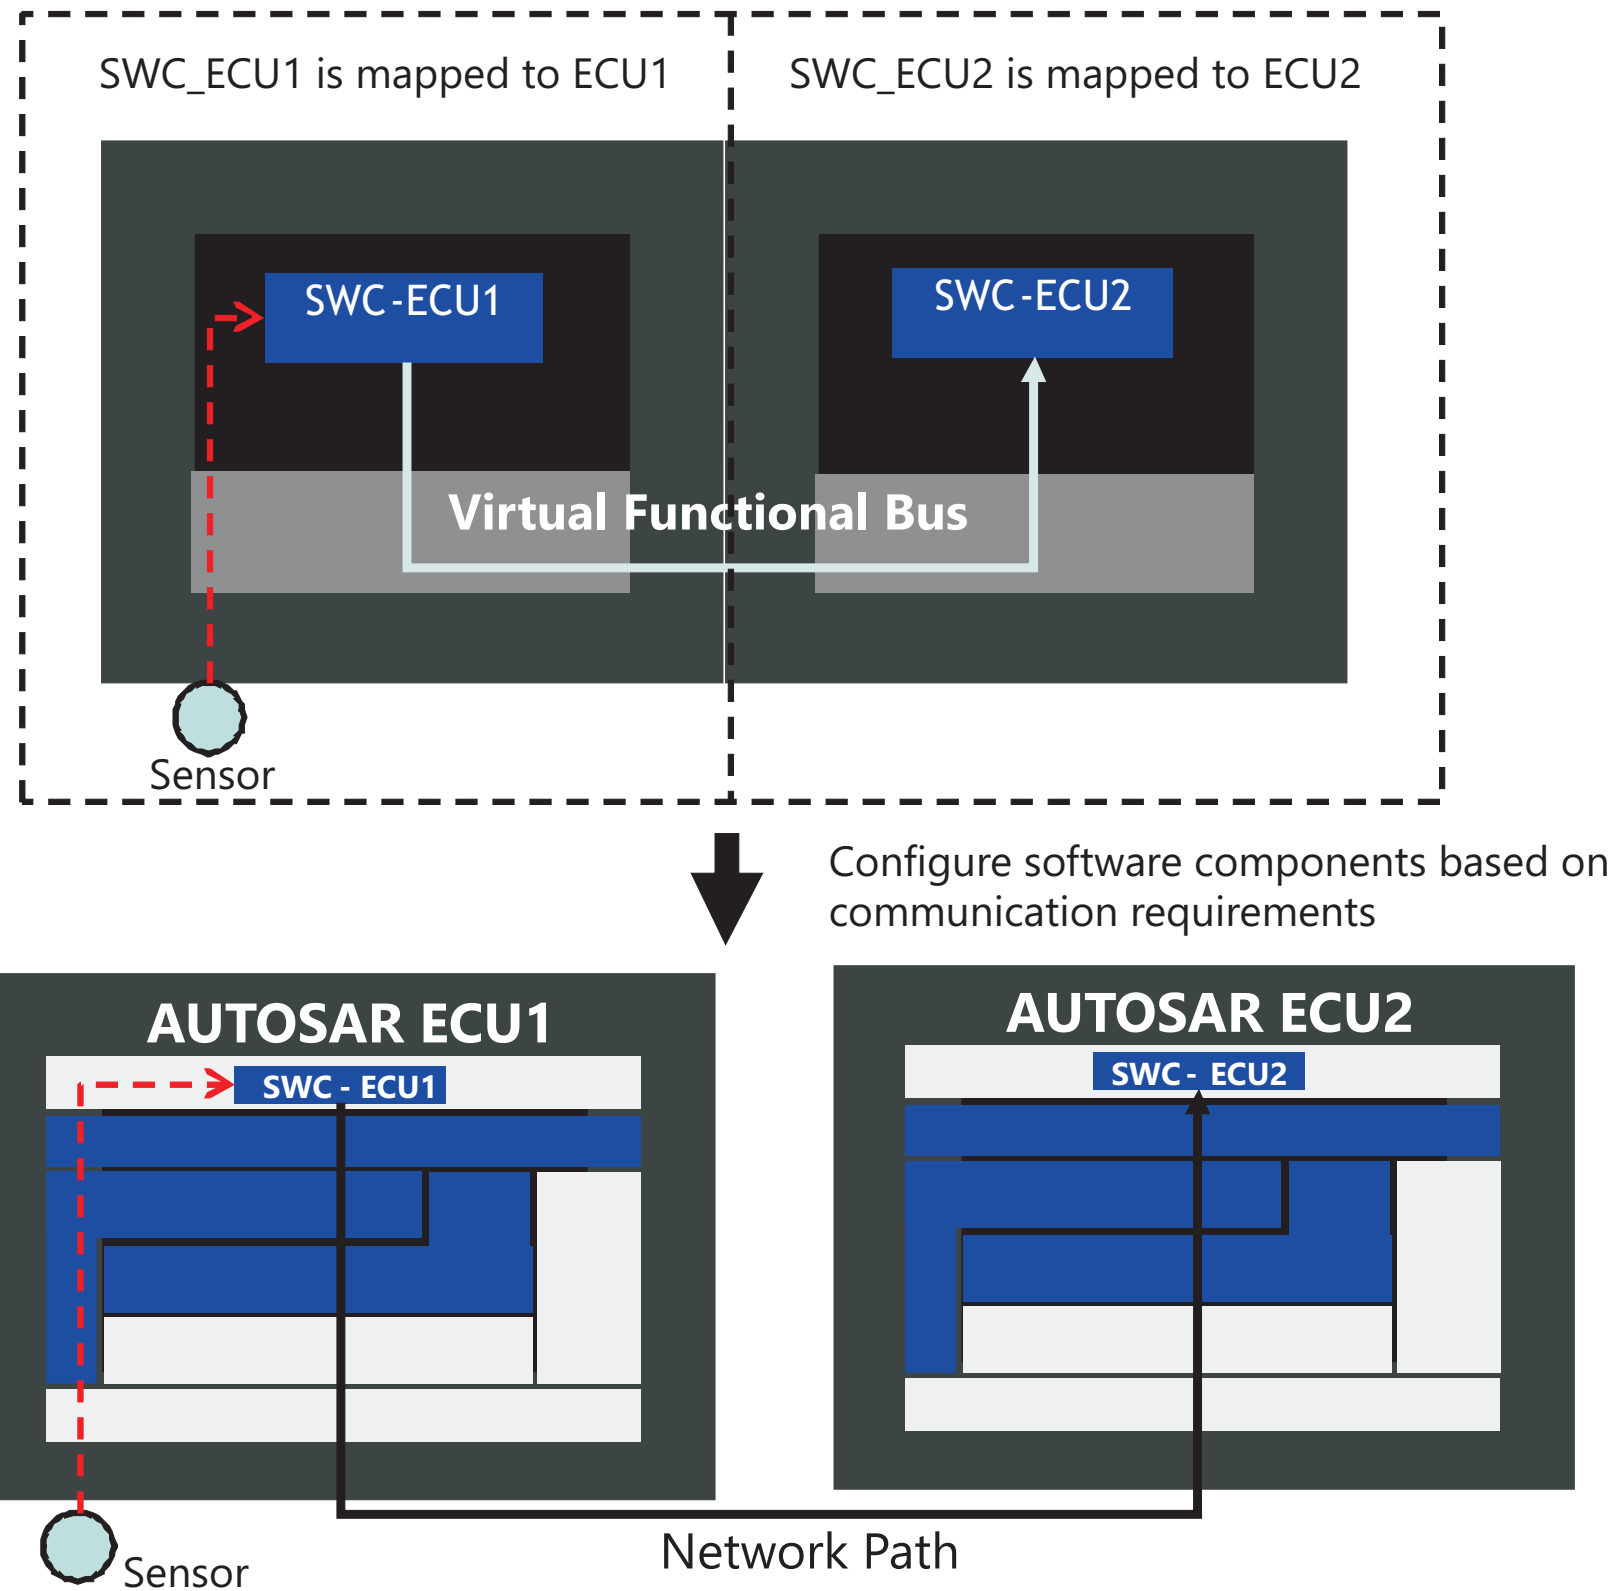 SWC_ECU1 is mapped to ECU1
SWC_ECU2 is mapped to ECU2
SWC-ECU1
SWC-ECU2
Virtual Functional Bus
Sensor
Configure software components based on
communication requirements
AUTOSAR ECU1
AUTOSAR ECU2
SWC - ECU1
SWC - ECU2
Network Path
Sensor